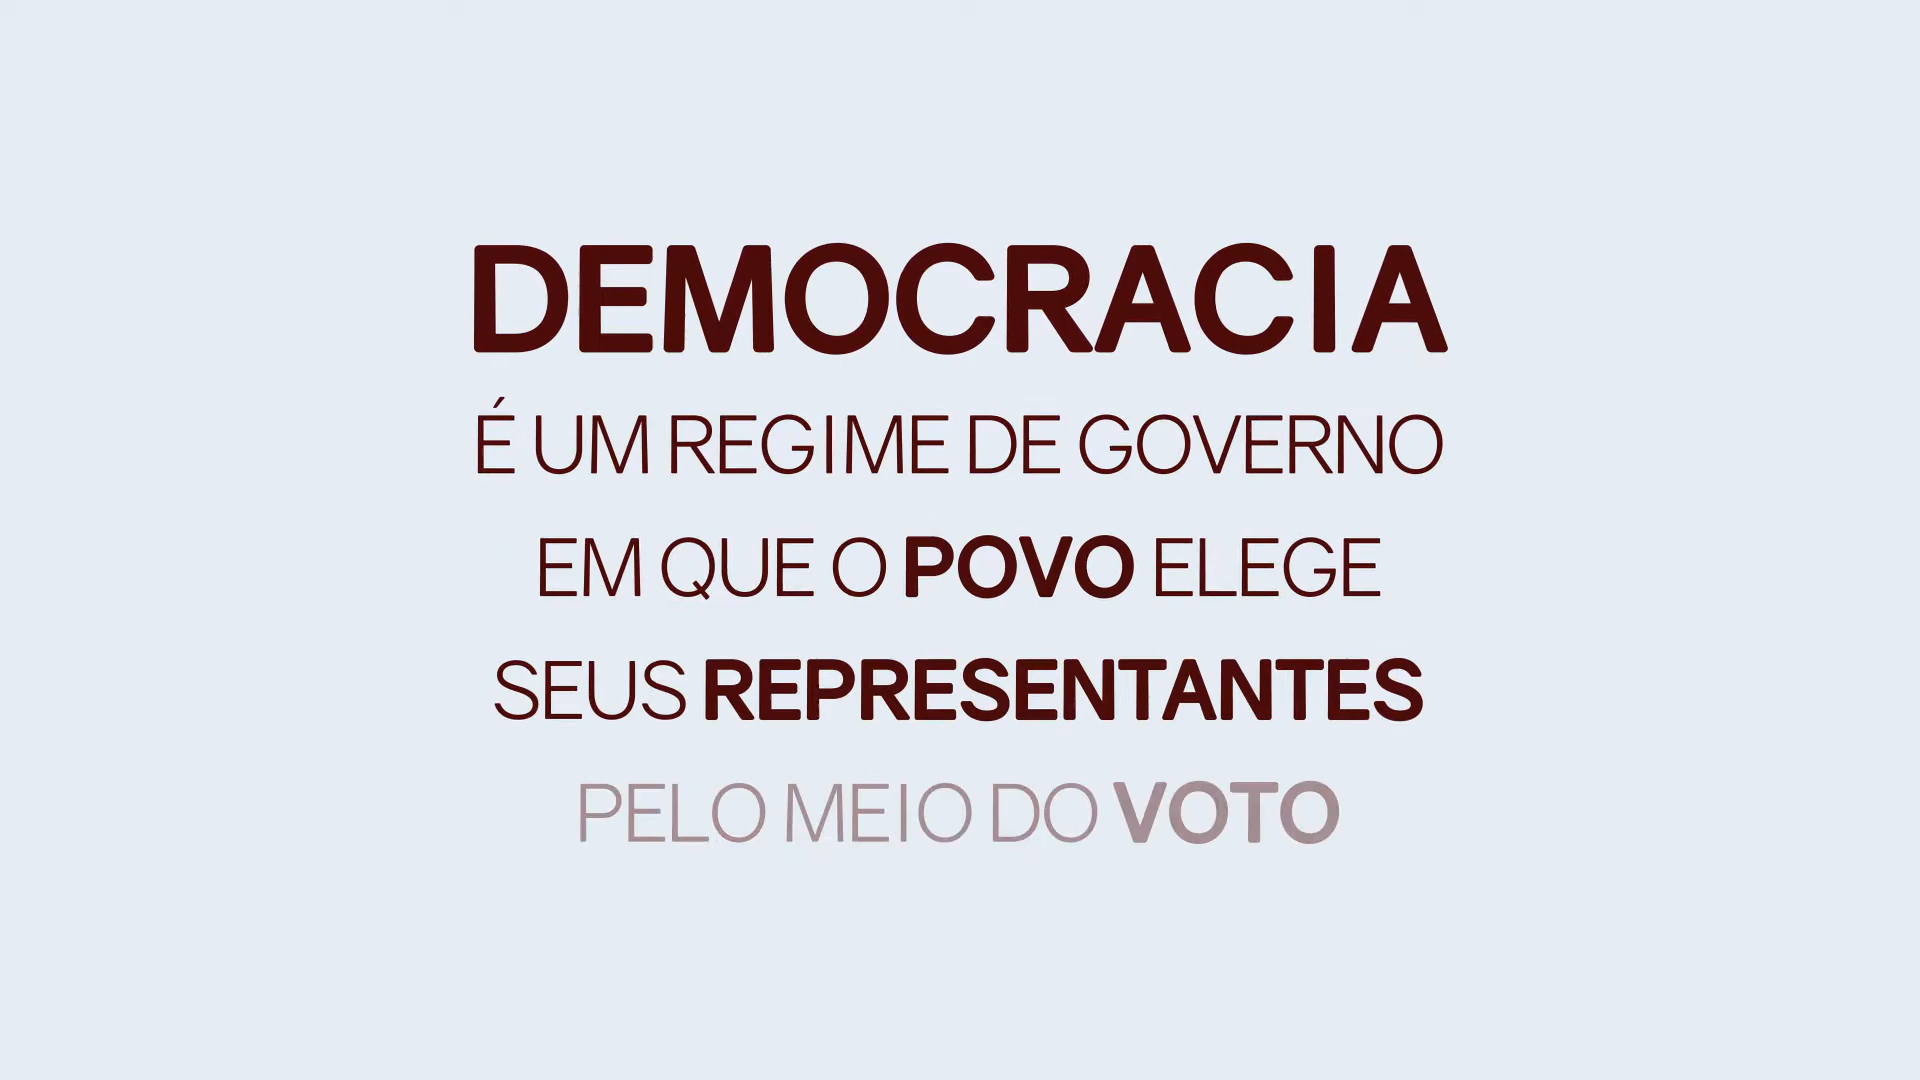 DEMOCRACIA
É UM REGIME DE GOVERNO
EM QUE O POVO ELEGE
SEUS REPRESENTANTES
PELO MEIO DO VOTO